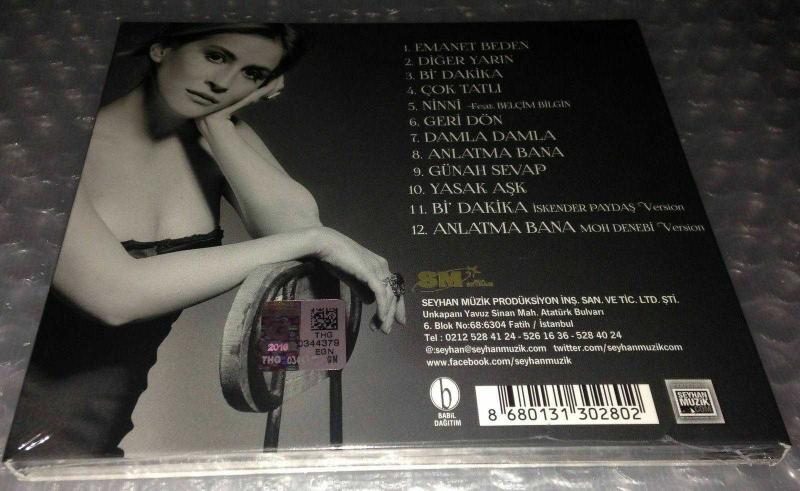 1. EMANET BEDEN
2. DİĞER YARIN
3. Bİ' DAKİKA
4. ÇOK TATLI
5. NİNNİ -Feat. BELÇİM BİLGİN
6. GERİ DÖN
7. DAMLA DAMLA
8. ANLATMA BANA
9. GÜNAH SEVAP
10. YASAK AŞK
11. Bİ' DAKİKA İSKENDER PAYDAŞ Version
12. ANLATMA BANA MOH DENEBİ Version
SM
SEYHAN MÜZİK PRODÜKSİYON İNŞ. SAN. VE TİC. LTD. ŞTİ.
Unkapanı Yavuz Sinan Mah. Atatürk Bulvarı
6. Blok No:68:6304 Fatih / İstanbul
Tel : 0212 528 41 24 - 526 16 36 - 528 40 24
@:seyhan@seyhanmuzik.com twitter.com/seyhanmuzikcom
www.facebook.com/seyhanmuzik
THG
0344379
EGN
GM
2016
THG
b
BABİL
DAĞITIM
8 680131 302802
SEYHAN
MUZIK
.COM